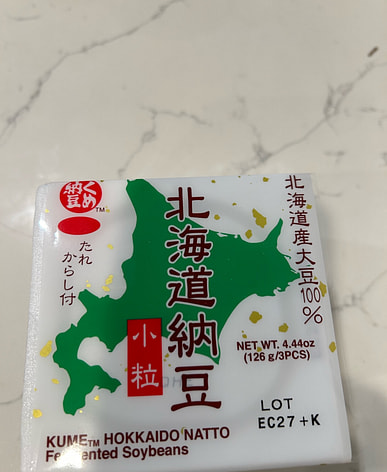 くめ
納豆
TM
たれ
からし付
北海道納豆
小粒
北海道産大豆100%
NET WT. 4.44oz
(126 g/3PCS)
LOT
EC27+K
KUME™ HOKKAIDO NATTO
Fermented Soybeans